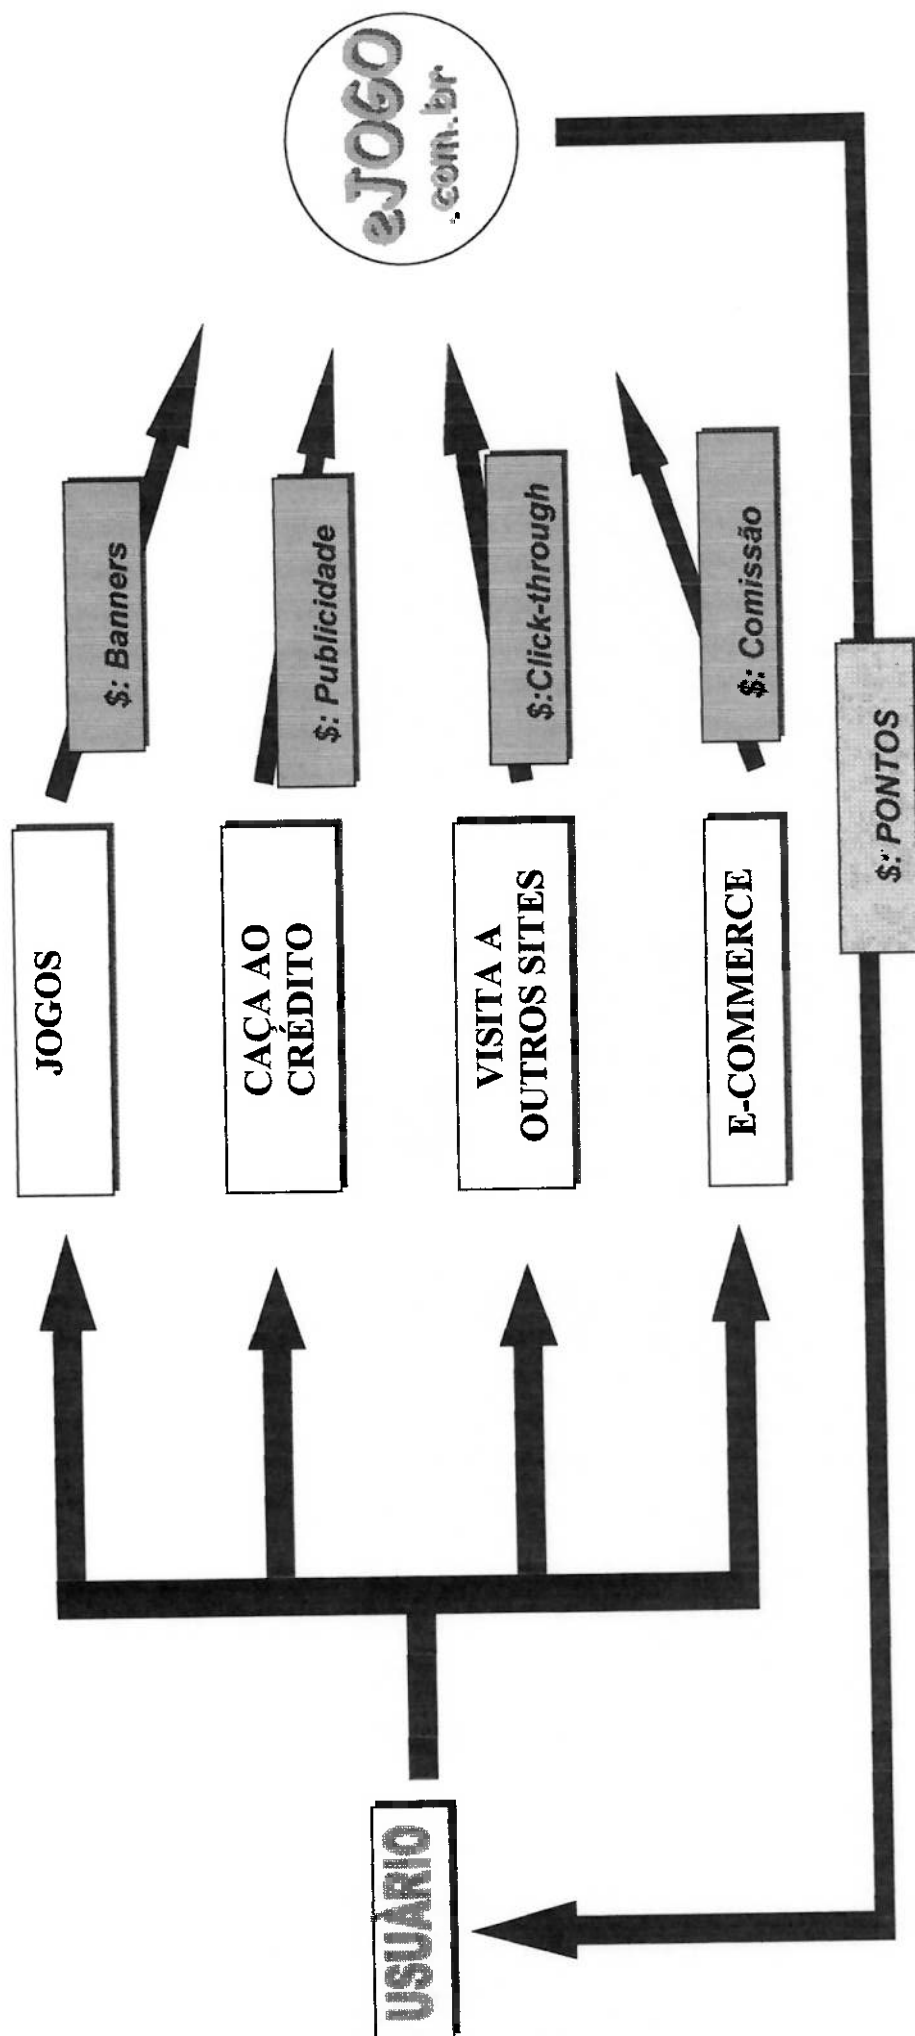 USUÁRIO
JOGOS
CAÇA AO
CRÉDITO
VISITA A
OUTROS SITES
E-COMMERCE
$: Banners
$: Publicidade
$:Click-through
$: Comissão
eJOGO
.com.br
$: PONTOS